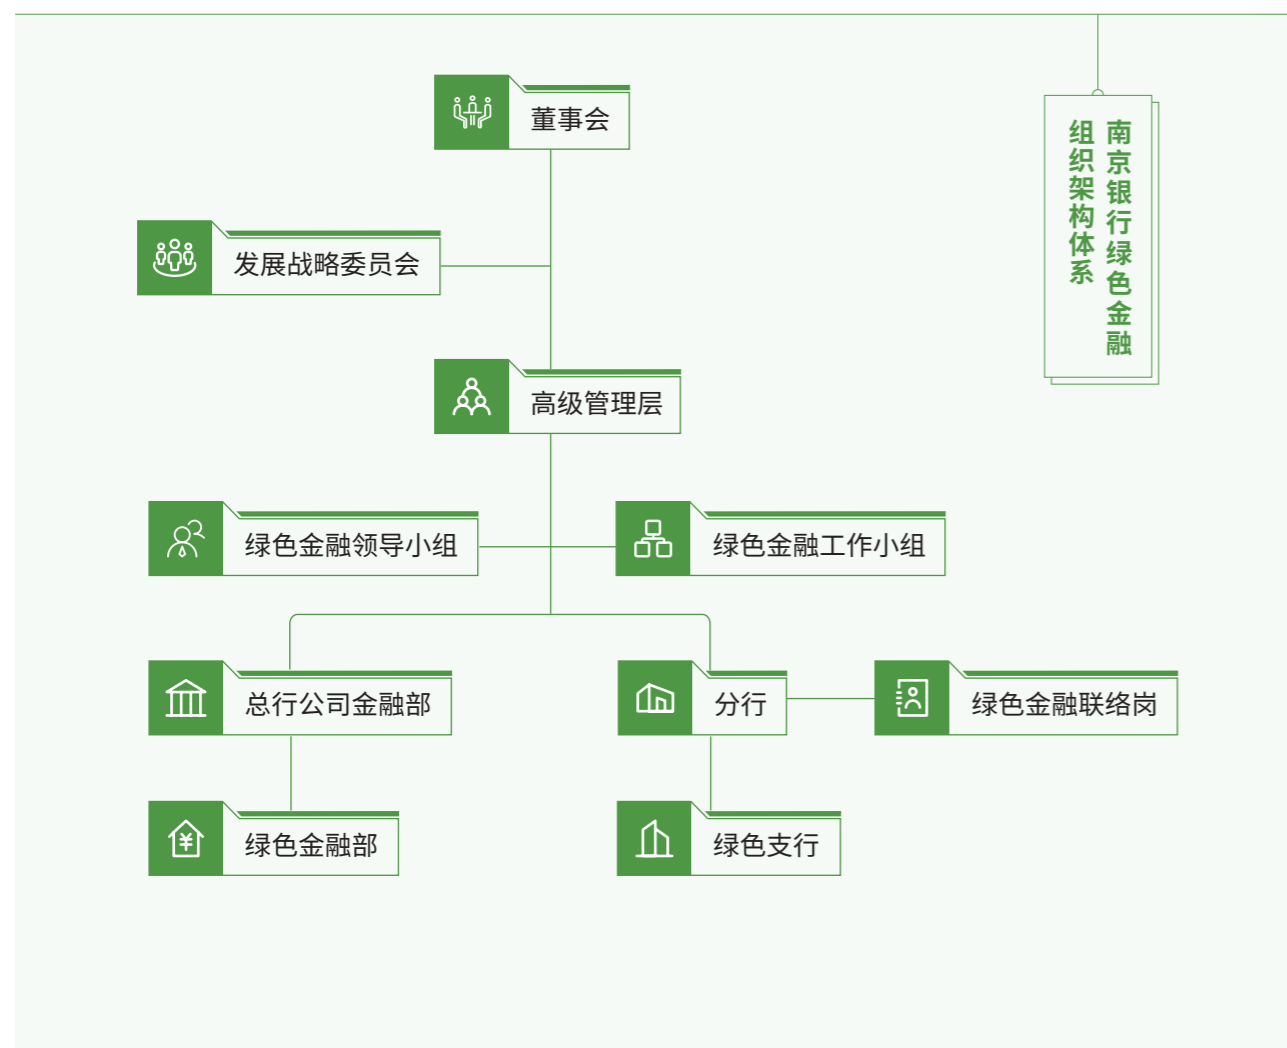 南京银行绿色金融
组织架构体系
董事会
发展战略委员会
高级管理层
绿色金融领导小组
绿色金融工作小组
总行公司金融部
分行
绿色金融联络岗
绿色金融部
绿色支行